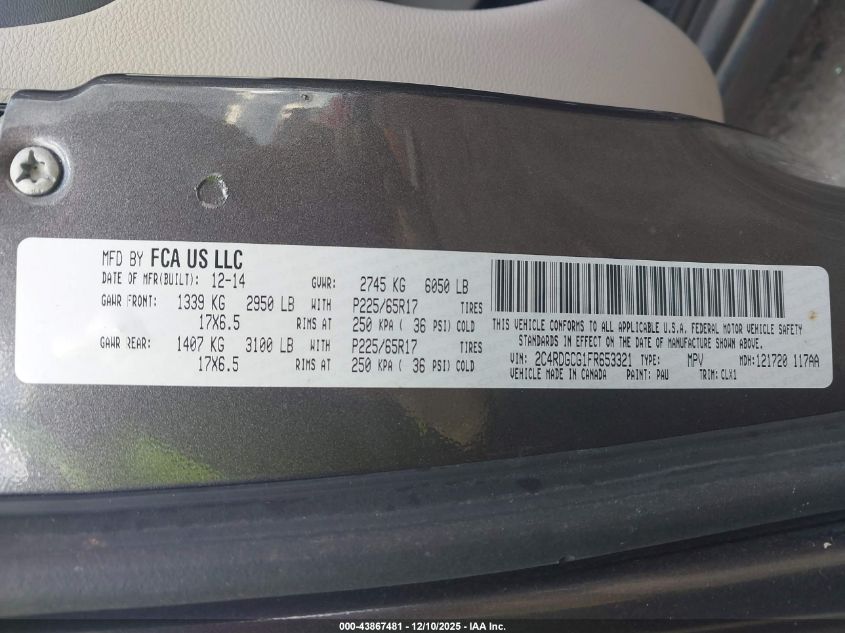 MFD BY FCA US LLC
DATE OF MFR(BUILT): 12-14 GVWR: 2745 KG 6050 LB
GAWR FRONT: 1339 KG 2950 LB WITH P225/65R17 TIRES
17X6.5 RIMS AT 250 KPA ( 36 PSI) COLD
GAWR REAR: 1407 KG 3100 LB WITH P225/65R17 TIRES
17X6.5 RIMS AT 250 KPA ( 36 PSI) COLD
THIS VEHICLE CONFORMS TO ALL APPLICABLE U.S.A. FEDERAL MOTOR VEHICLE SAFETY
STANDARDS IN EFFECT ON THE DATE OF MANUFACTURE SHOWN ABOVE.
VIN: 2C4RDGCG1FR653321 TYPE: MPV MDH:121720 117AA
VEHICLE MADE IN CANADA PAINT: PAU TRIM: CLX1
000-43867481 - 12/10/2025 - IAA Inc.